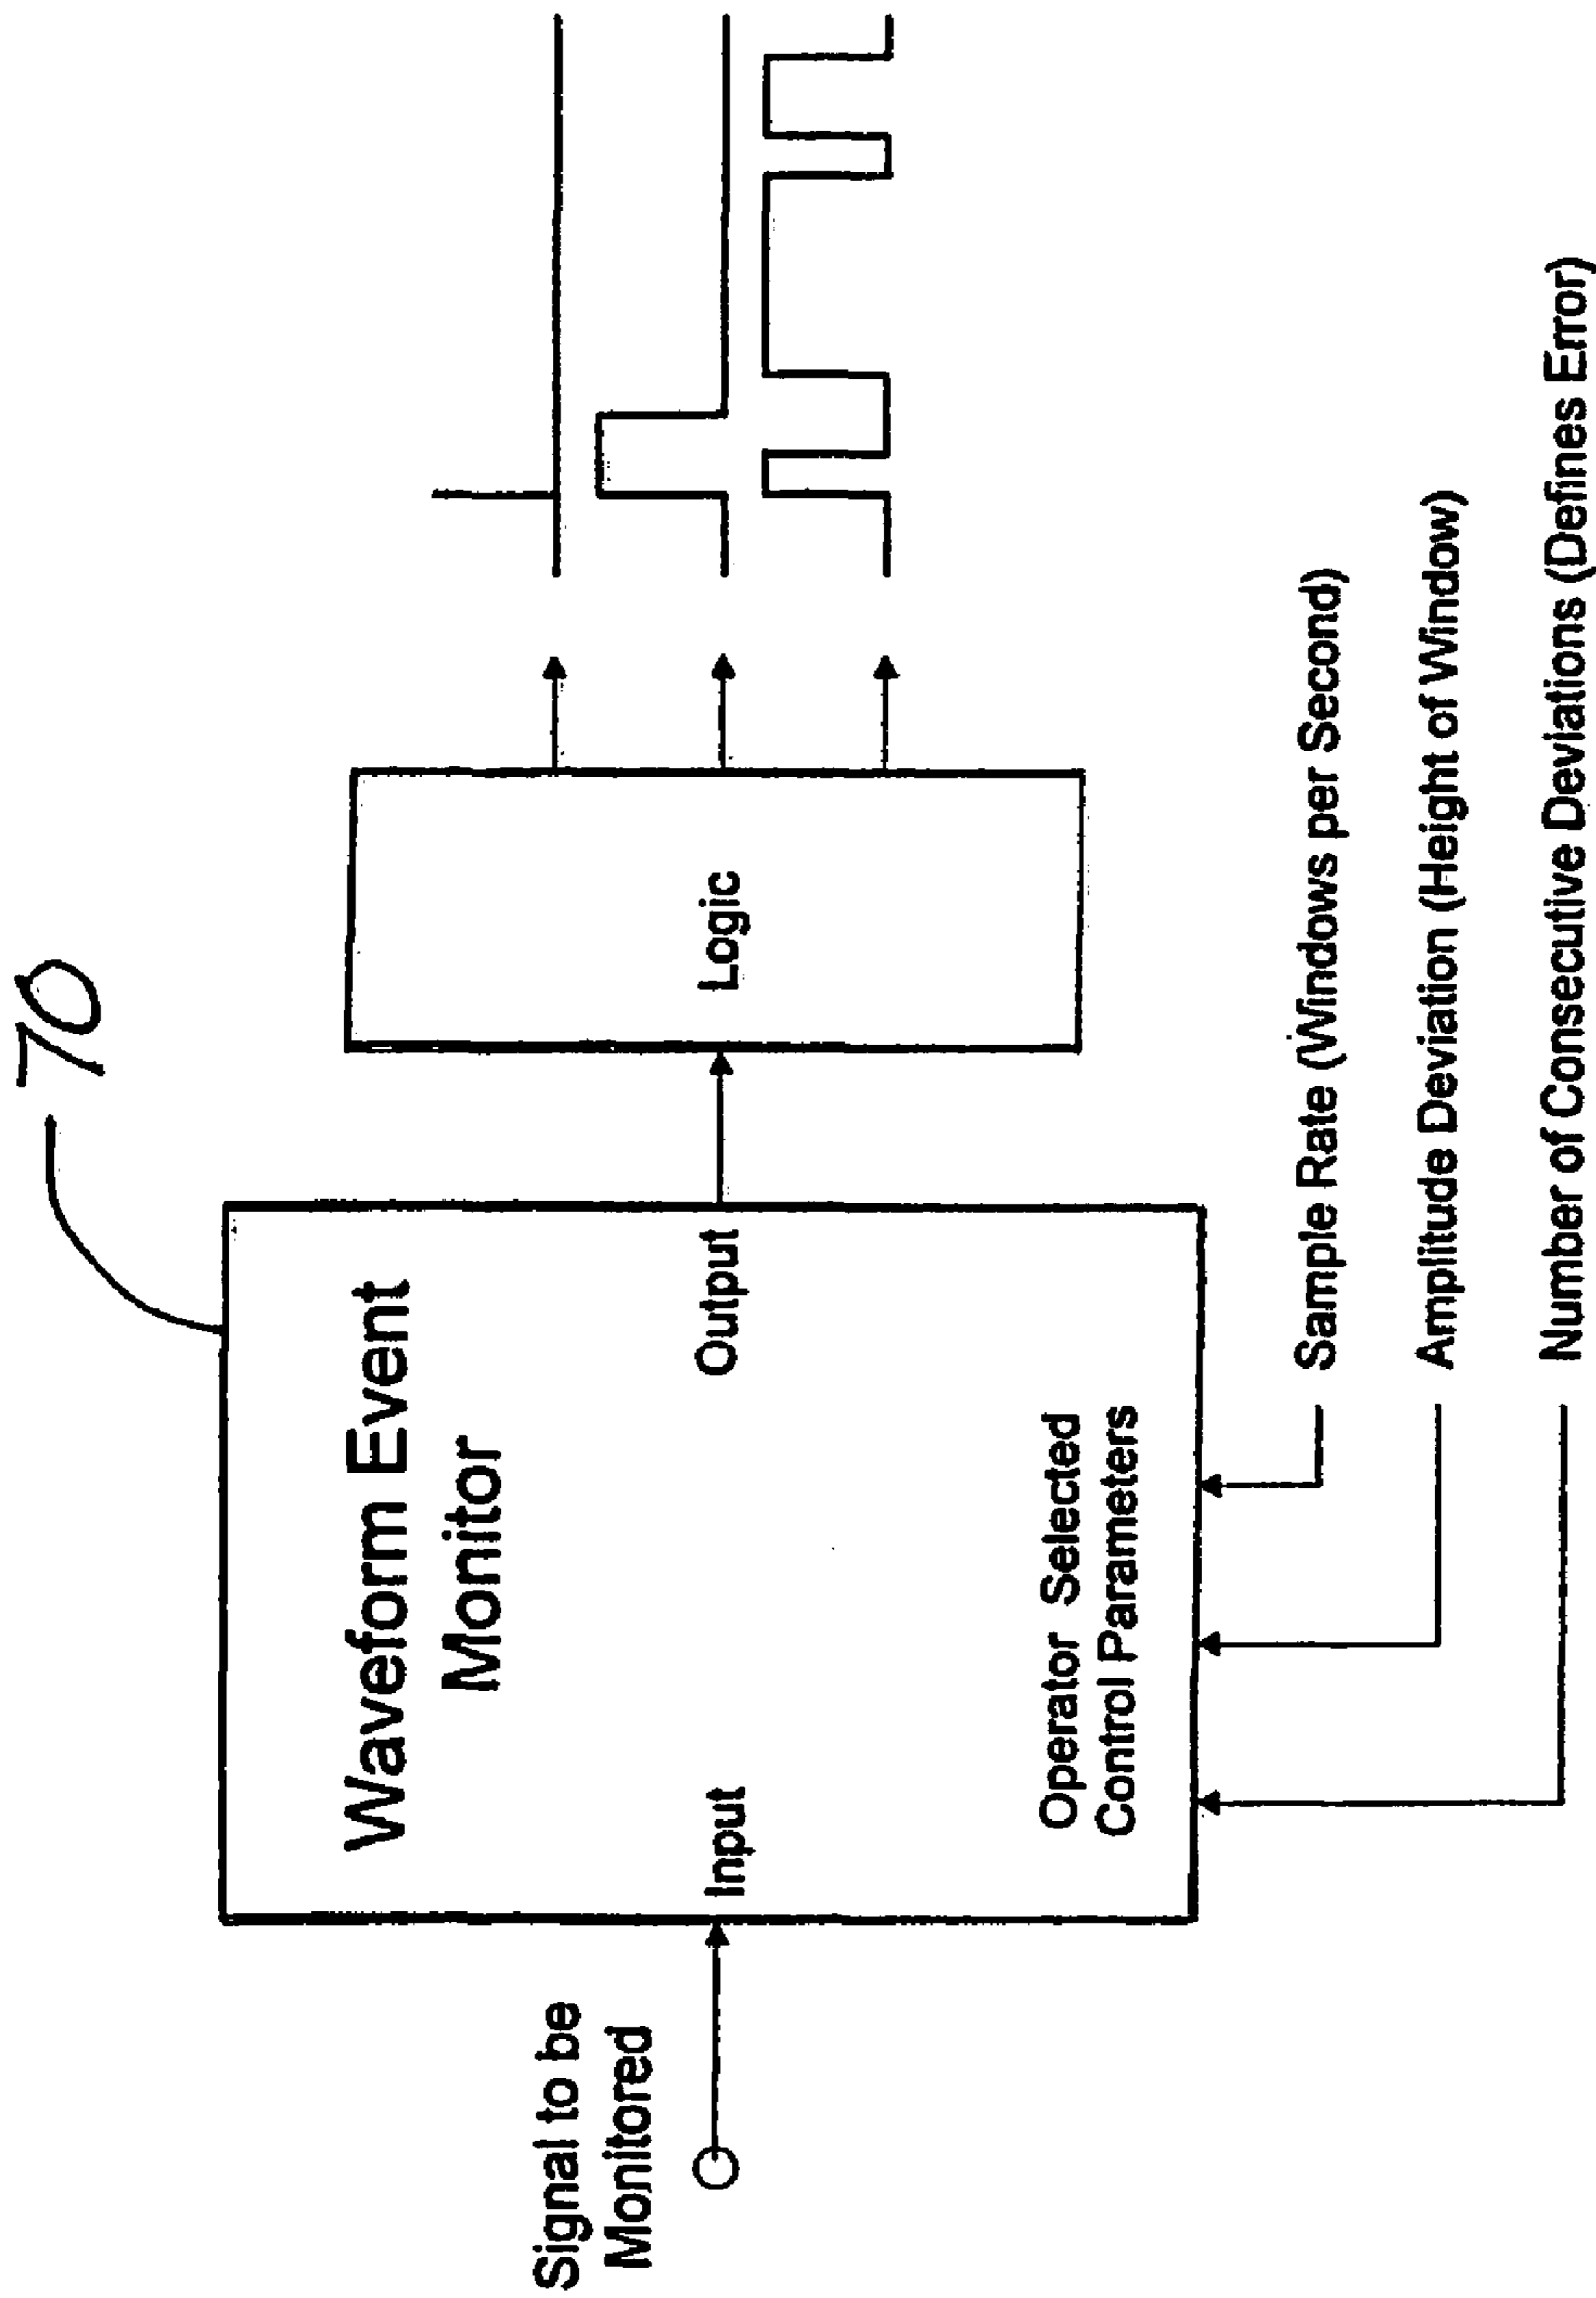 70
Waveform Event
Monitor
Signal to be
Monitored
Input
Output
Logic
Operator Selected
Control Parameters
Sample Rate (Windows per Second)
Amplitude Deviation (Height of Window)
Number of Consecutive Deviations (Defines Error)